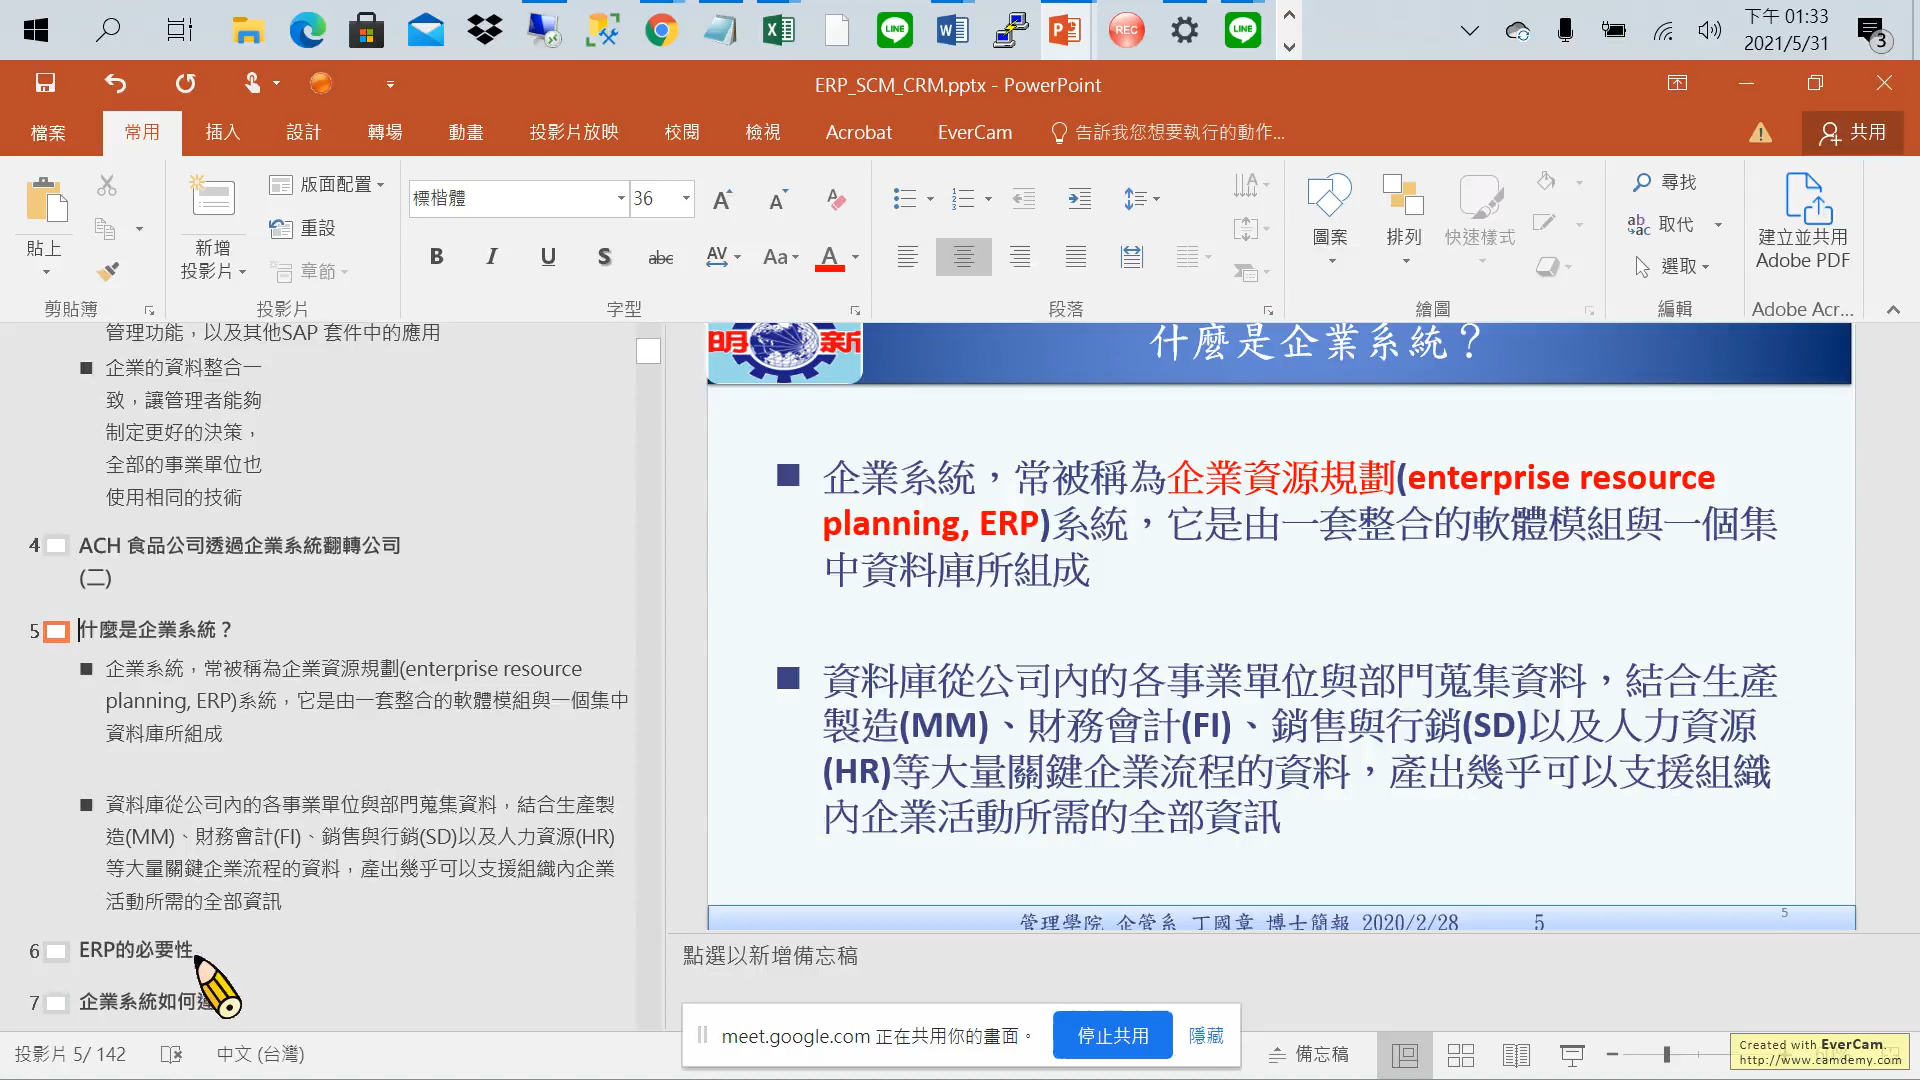 下午 01:33
2021/5/31
3
ERP_SCM_CRM.pptx - PowerPoint
檔案 常用 插入 設計 轉場 動畫 投影片放映 校閱 檢視 Acrobat EverCam 告訴我您想要執行的動作... 共用
貼上
剪貼簿
新增
投影片
版面配置
重設
章節
投影片
標楷體 36
B I U S abc AV Aa A
字型
段落
圖案 排列 快速樣式
繪圖
尋找
取代
選取
編輯
建立並共用
Adobe PDF
Adobe Acr...
管理功能，以及其他SAP 套件中的應用
企業的資料整合一
致，讓管理者能夠
制定更好的決策，
全部的事業單位也
使用相同的技術
4 ACH 食品公司透過企業系統翻轉公司
(二)
5 什麼是企業系統？
企業系統，常被稱為企業資源規劃(enterprise resource
planning, ERP)系統，它是由一套整合的軟體模組與一個集中
資料庫所組成
資料庫從公司內的各事業單位與部門蒐集資料，結合生產製
造(MM)、財務會計(FI)、銷售與行銷(SD)以及人力資源(HR)
等大量關鍵企業流程的資料，產出幾乎可以支援組織內企業
活動所需的全部資訊
6 ERP的必要性
7 企業系統如何
明新
什麼是企業系統？
企業系統，常被稱為企業資源規劃(enterprise resource
planning, ERP)系統，它是由一套整合的軟體模組與一個集
中資料庫所組成
資料庫從公司內的各事業單位與部門蒐集資料，結合生產
製造(MM)、財務會計(FI)、銷售與行銷(SD)以及人力資源
(HR)等大量關鍵企業流程的資料，產出幾乎可以支援組織
內企業活動所需的全部資訊
管理學院 企管系 丁國章 博士簡報 2020/2/28 5
5
點選以新增備忘稿
meet.google.com 正在共用你的畫面。 停止共用 隱藏
投影片 5/ 142 中文 (台灣) 備忘稿
Created with EverCam.
http://www.camdemy.com